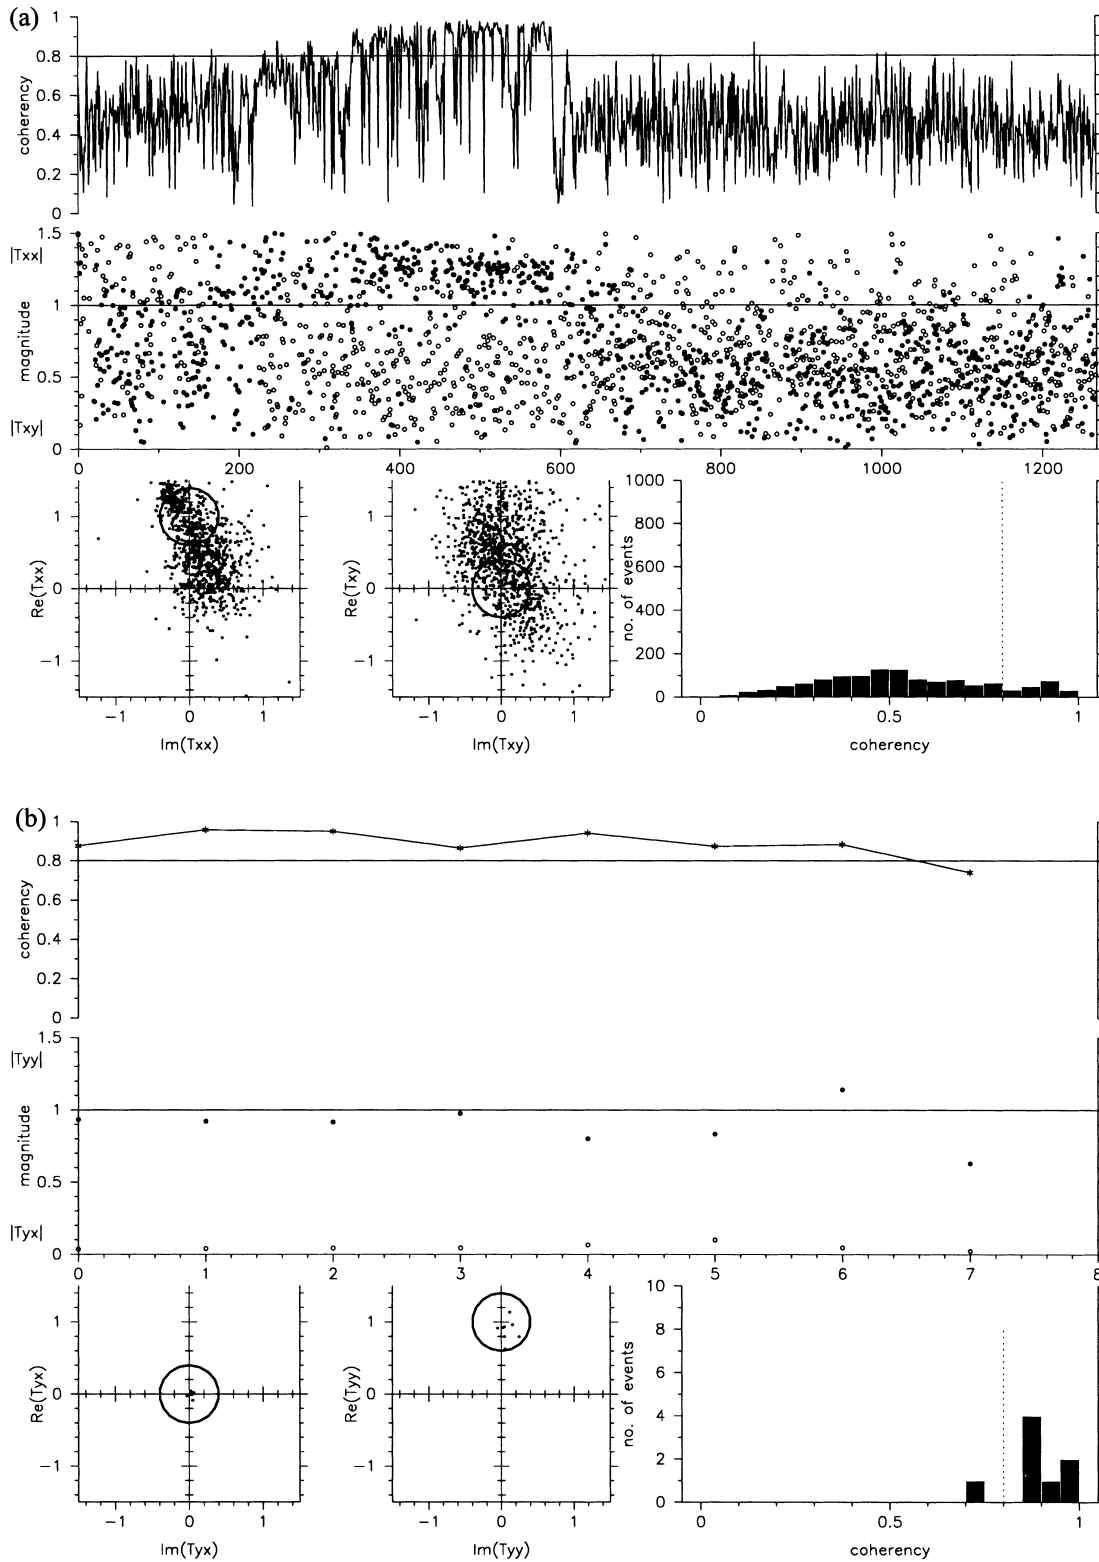 (a)
1
0.8
0.6
0.4
0.2
0
coherency
1.5
|Txx|
1
magnitude
0.5
|Txy|
0
0 200 400 600 800 1000 1200
1
0
−1
Re(Txx)
−1 0 1
Im(Txx)
1
0
−1
Re(Txy)
−1 0 1
Im(Txy)
1000
800
600
400
200
0
no. of events
0 0.5 1
coherency
(b)
1
0.8
0.6
0.4
0.2
0
coherency
1.5
|Tyy|
1
magnitude
0.5
|Tyx|
0
0 1 2 3 4 5 6 7 8
1
0
−1
Re(Tyx)
−1 0 1
Im(Tyx)
1
0
−1
Re(Tyy)
−1 0 1
Im(Tyy)
10
8
6
4
2
0
no. of events
0 0.5 1
coherency